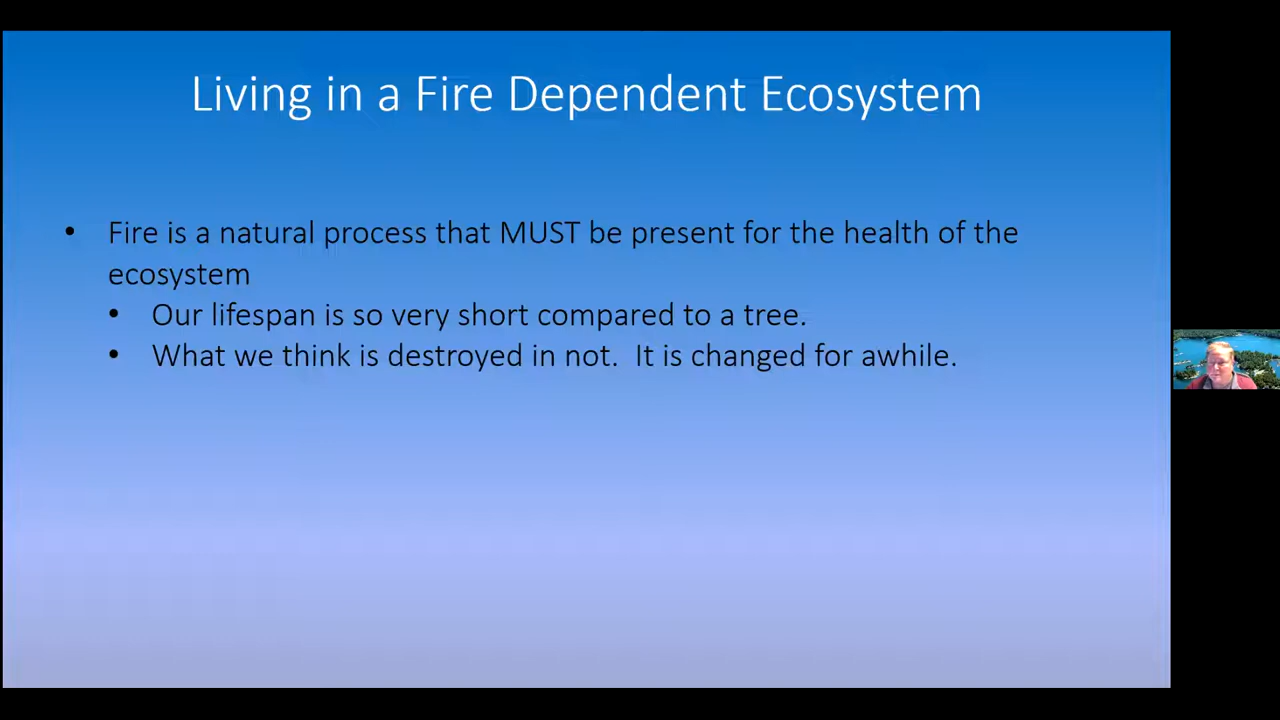 Living in a Fire Dependent Ecosystem
• Fire is a natural process that MUST be present for the health of the
ecosystem
• Our lifespan is so very short compared to a tree.
• What we think is destroyed in not.  It is changed for awhile.